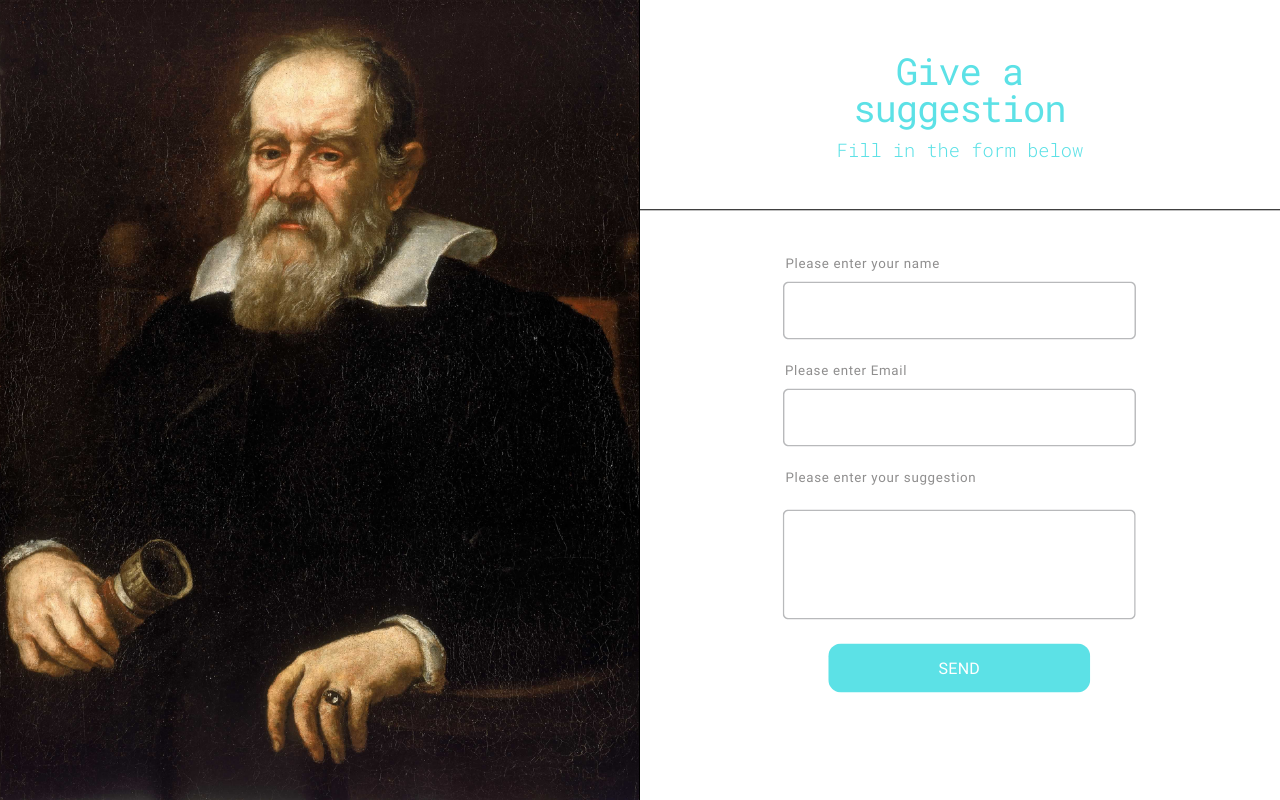 Give a
suggestion
Fill in the form below
Please enter your name
Please enter Email
Please enter your suggestion
SEND